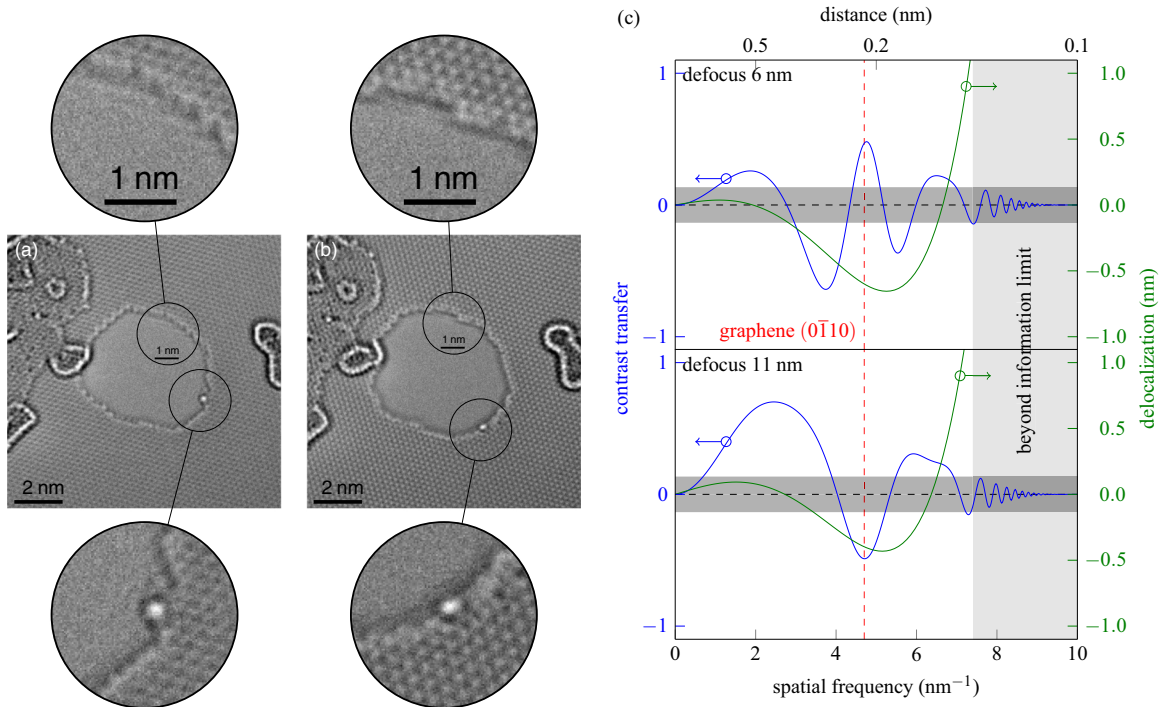 1 nm
1 nm
(a)
1 nm
2 nm
(b)
1 nm
2 nm
(c)
distance (nm)
0.5
0.2
0.1
defocus 6 nm
1
0
−1
1.0
0.5
0.0
−0.5
−1.0
graphene (01̅10)
defocus 11 nm
1
0
−1
1.0
0.5
0.0
−0.5
−1.0
contrast transfer
beyond information limit
delocalization (nm)
0
2
4
6
8
10
spatial frequency (nm⁻¹)